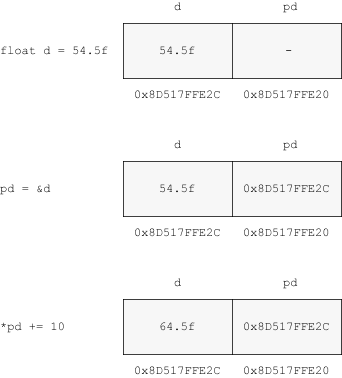 d pd
float d = 54.5f 54.5f -
0x8D517FFE2C 0x8D517FFE20
d pd
pd = &d 54.5f 0x8D517FFE2C
0x8D517FFE2C 0x8D517FFE20
d pd
*pd += 10 64.5f 0x8D517FFE2C
0x8D517FFE2C 0x8D517FFE20